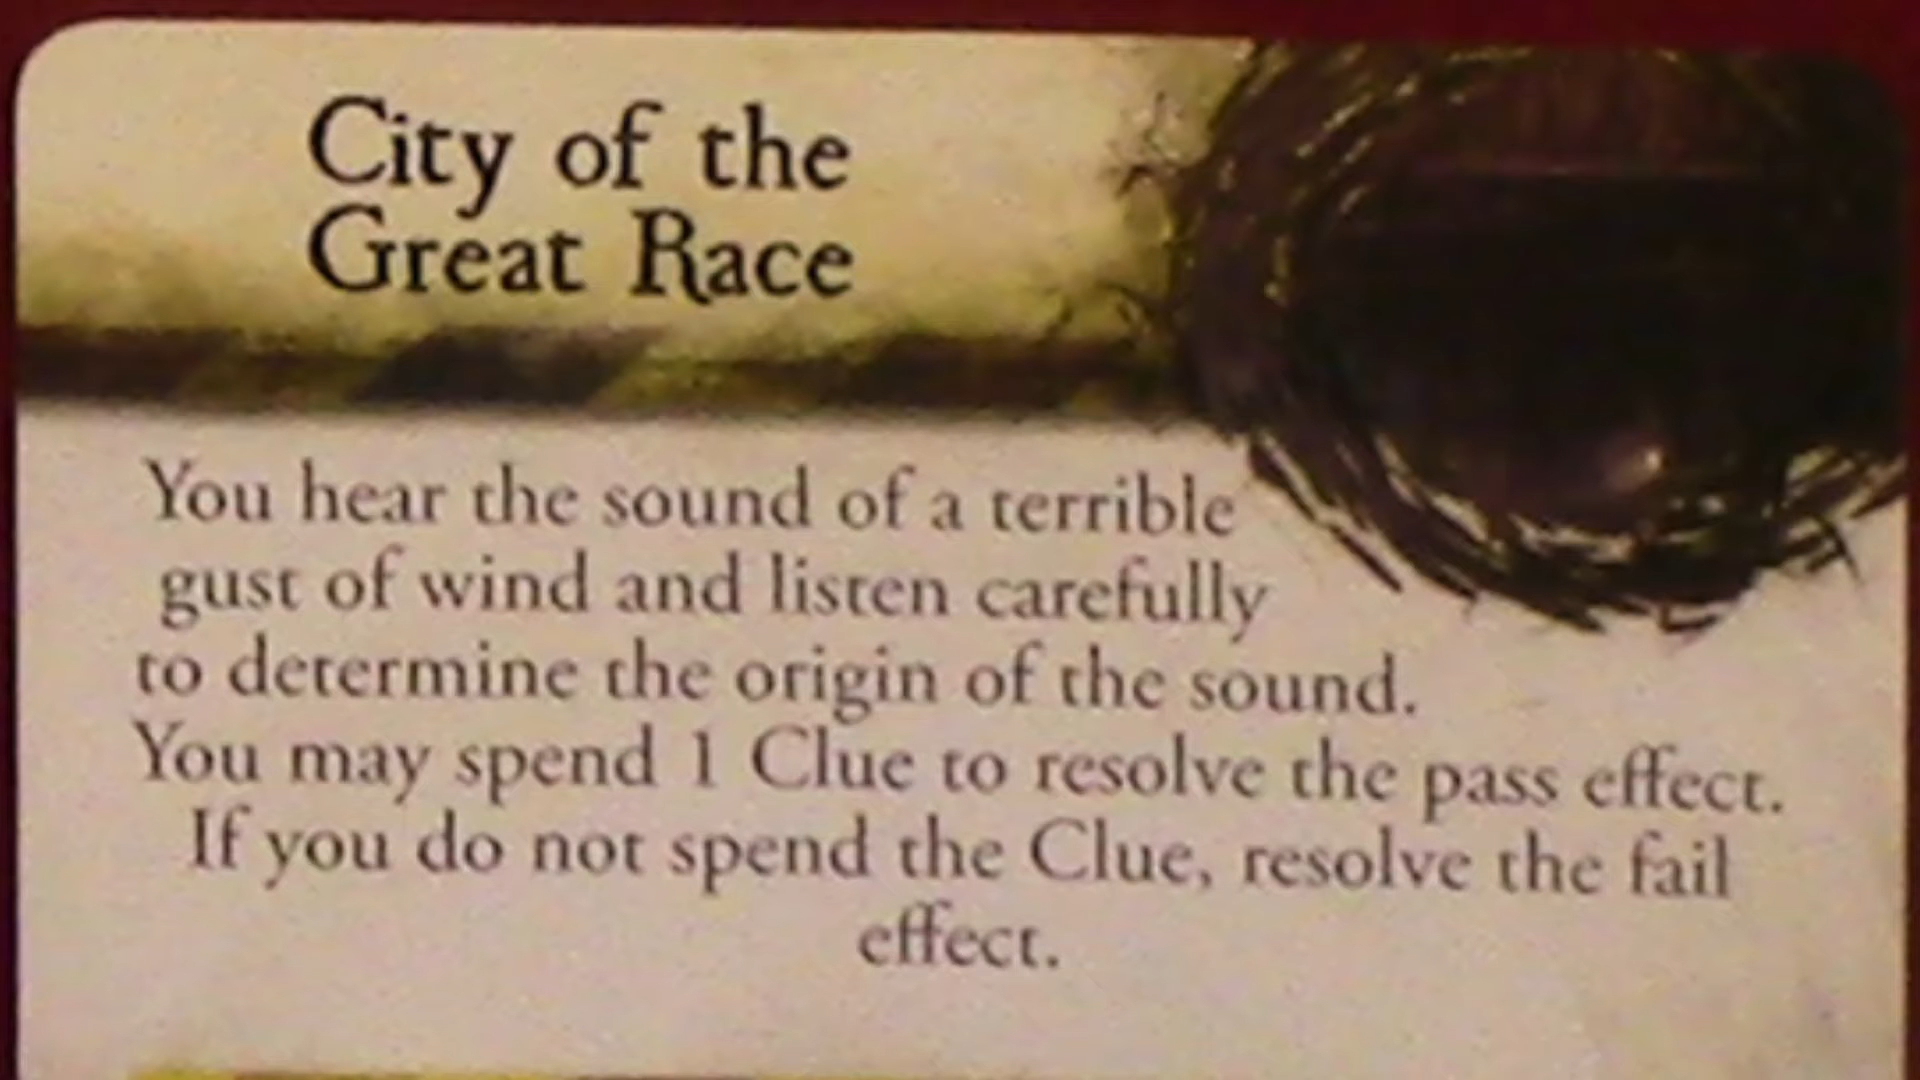 City of the
Great Race
You hear the sound of a terrible
gust of wind and listen carefully
to determine the origin of the sound.
You may spend 1 Clue to resolve the pass effect.
If you do not spend the Clue, resolve the fail
effect.